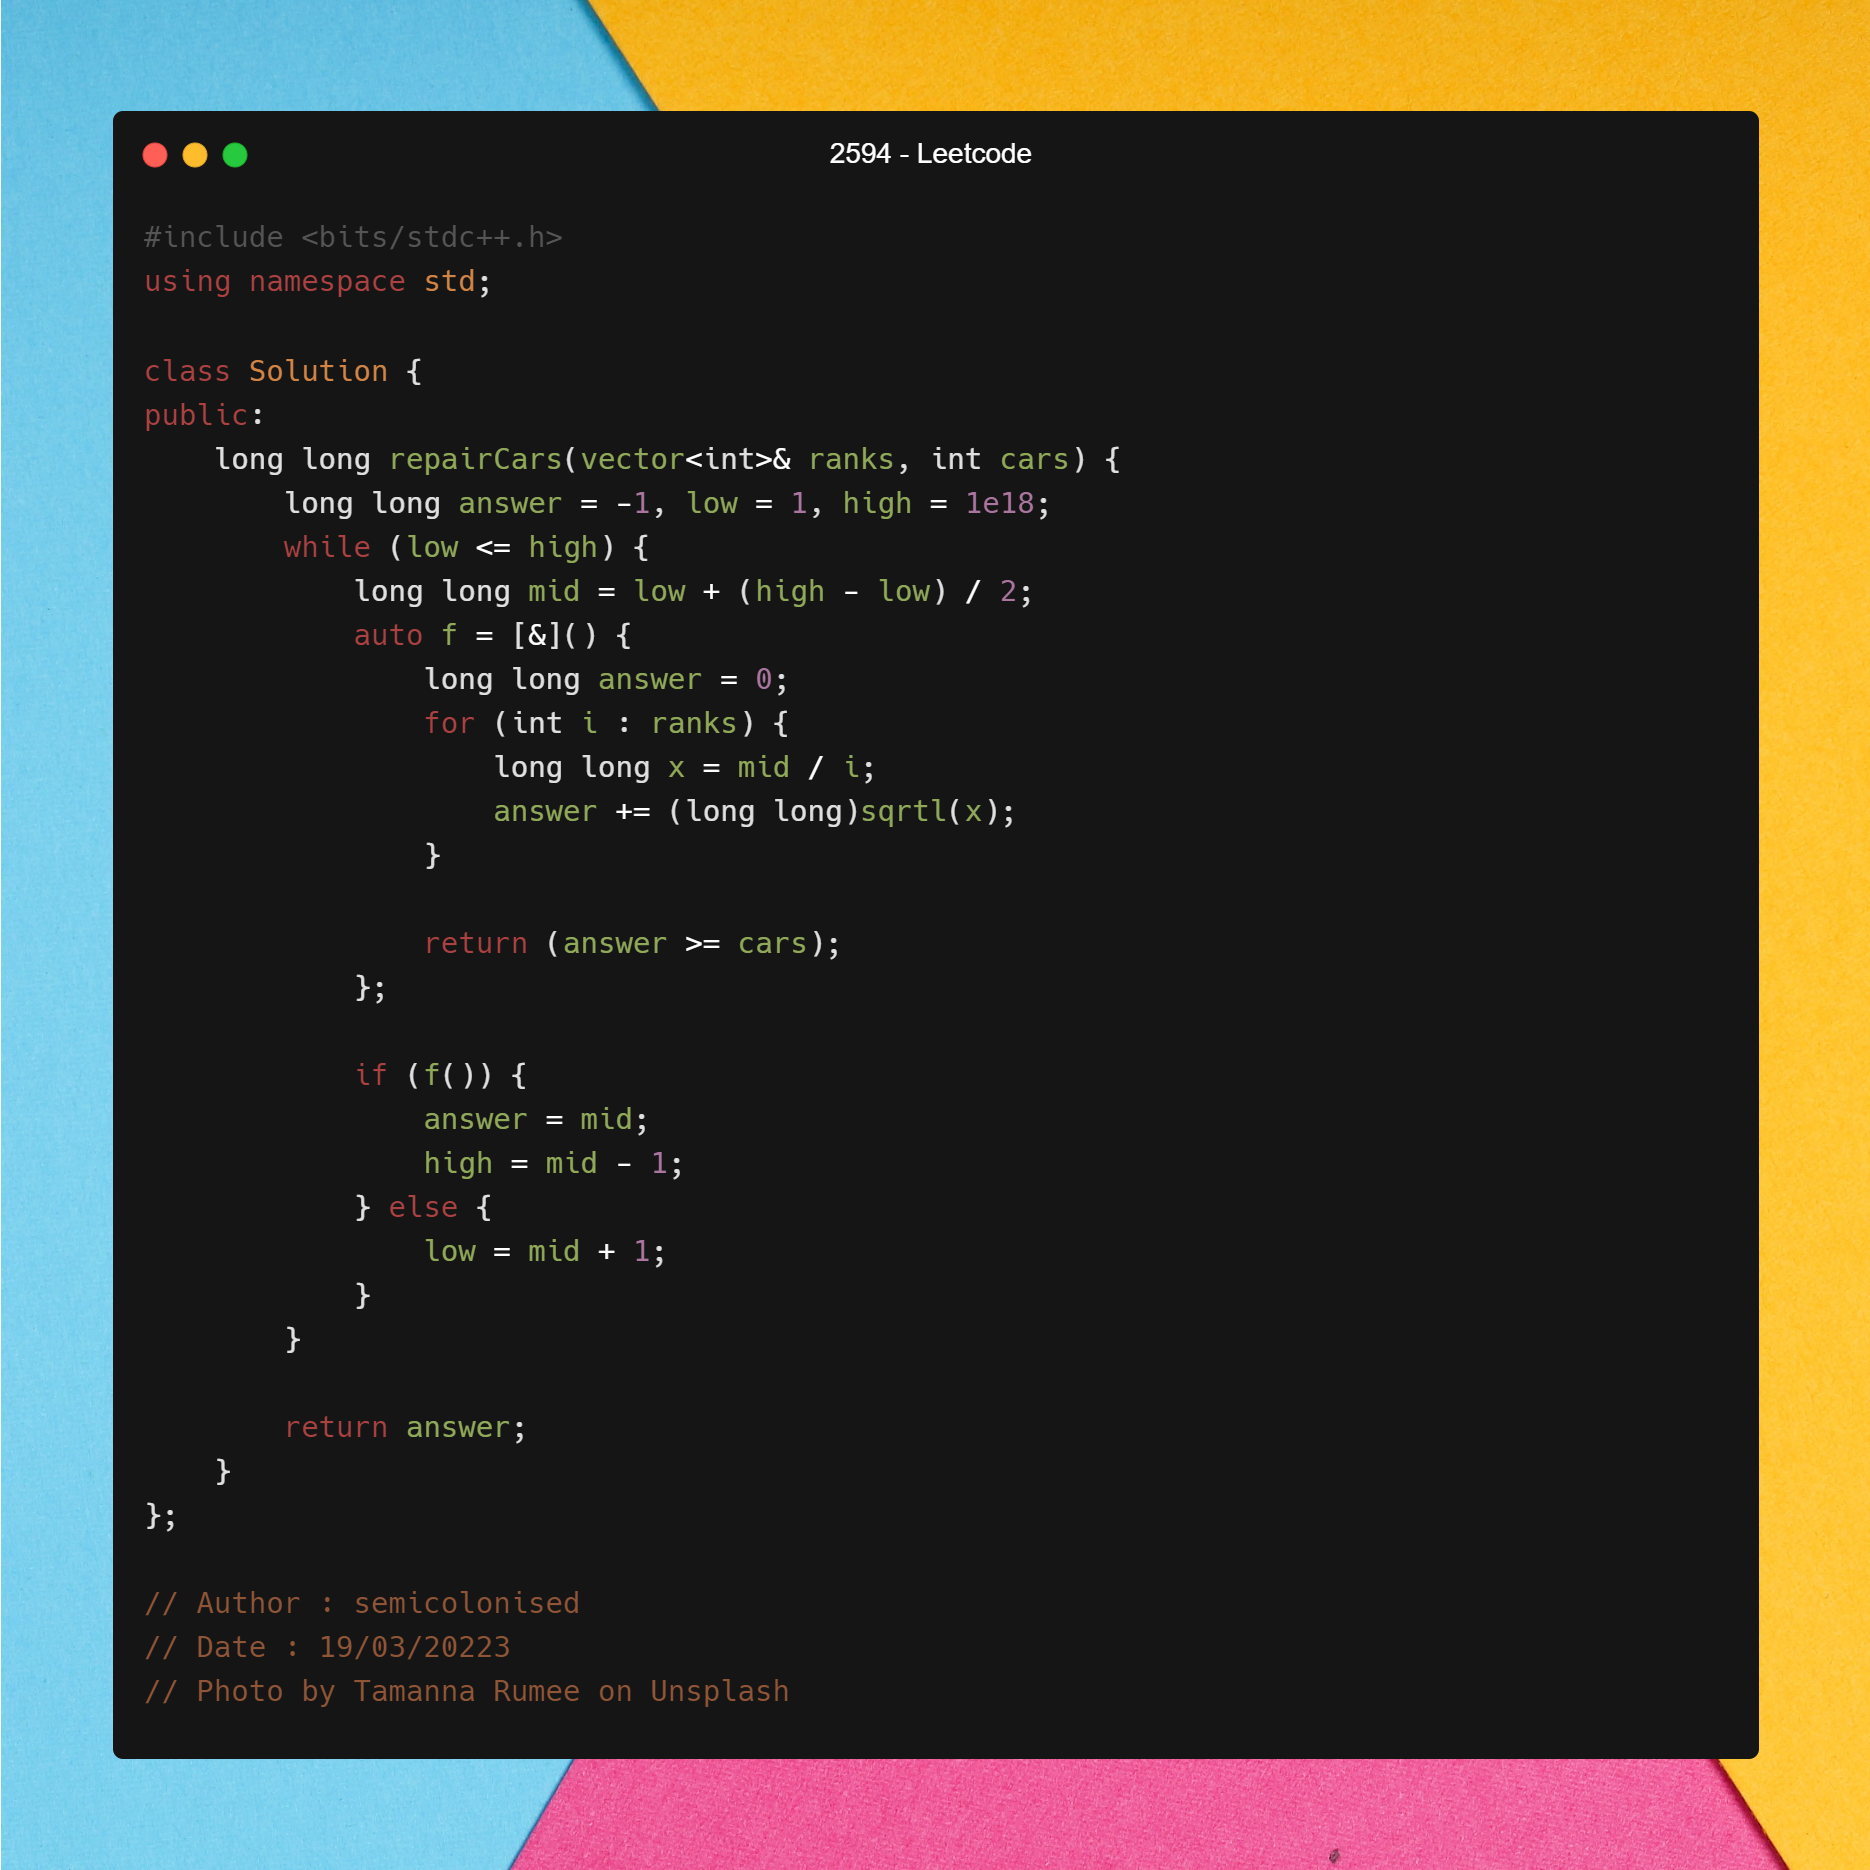 2594 - Leetcode
#include <bits/stdc++.h>
using namespace std;
class Solution {
public:
    long long repairCars(vector<int>& ranks, int cars) {
        long long answer = -1, low = 1, high = 1e18;
        while (low <= high) {
            long long mid = low + (high - low) / 2;
            auto f = [&]() {
                long long answer = 0;
                for (int i : ranks) {
                    long long x = mid / i;
                    answer += (long long)sqrtl(x);
                }
                return (answer >= cars);
            };
            if (f()) {
                answer = mid;
                high = mid - 1;
            } else {
                low = mid + 1;
            }
        }
        return answer;
    }
};
// Author : semicolonised
// Date : 19/03/20223
// Photo by Tamanna Rumee on Unsplash